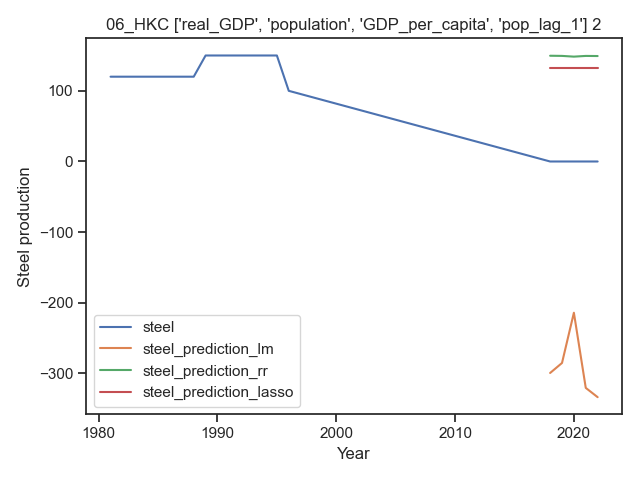 06_HKC ['real_GDP', 'population', 'GDP_per_capita', 'pop_lag_1'] 2
100
0
−100
−200
−300
Steel production
steel
steel_prediction_lm
steel_prediction_rr
steel_prediction_lasso
1980 1990 2000 2010 2020
Year